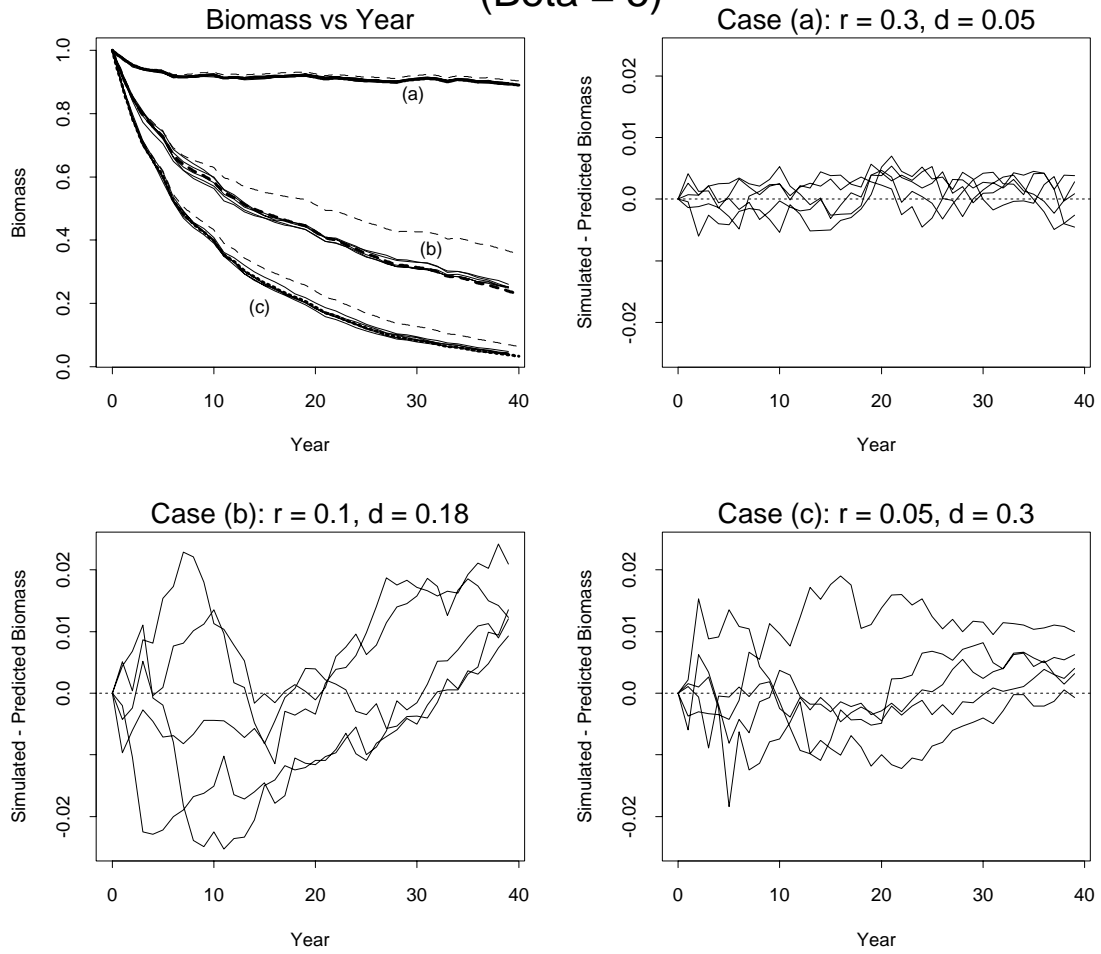 (Beta =
Biomass vs Year
Biomass
1.0
0.8
0.6
0.4
0.2
0.0
(a)
(b)
(c)
0 10 20 30 40
Year
Case (a): r = 0.3, d = 0.05
Simulated - Predicted Biomass
0.02
0.01
0.0
-0.02
0 10 20 30 40
Year
Case (b): r = 0.1, d = 0.18
Simulated - Predicted Biomass
0.02
0.01
0.0
-0.02
0 10 20 30 40
Year
Case (c): r = 0.05, d = 0.3
Simulated - Predicted Biomass
0.02
0.01
0.0
-0.02
0 10 20 30 40
Year